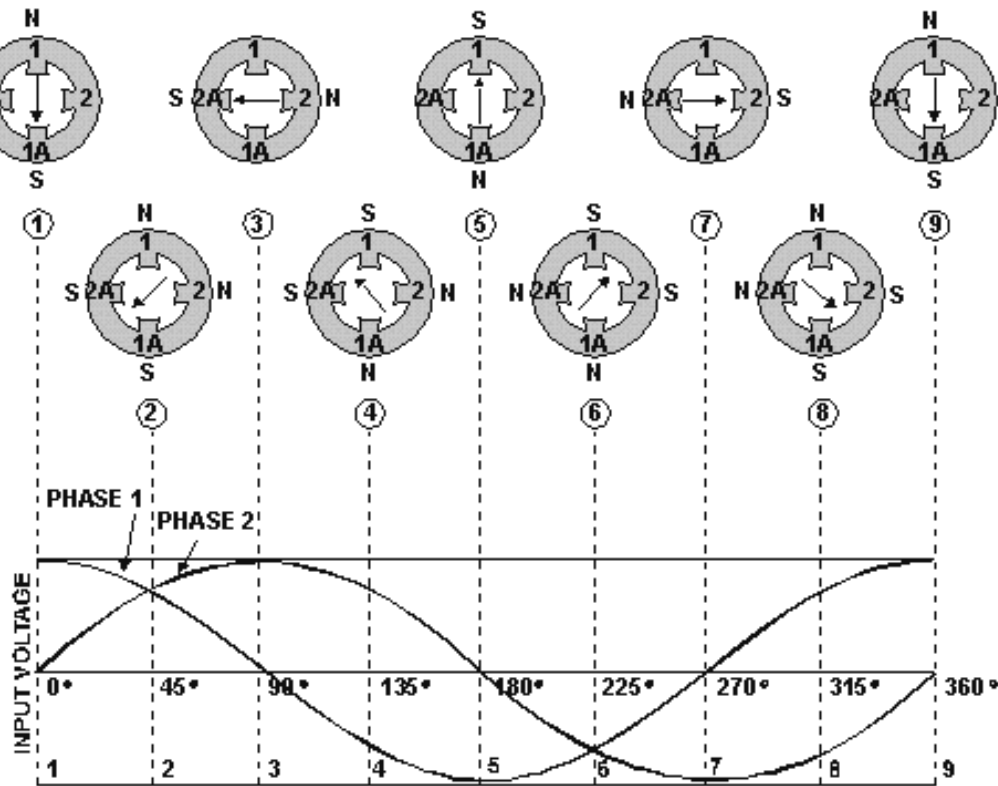 N S N
1 1 1 1 1
2 S 2A 2 N 2A 2 N 2A 2 S 2A 2
1A 1A 1A 1A 1A
S N S
1 3 5 7 9
N S S N
1 1 1 1
S 2A 2 N S 2A 2 N N 2A 2 S N 2A 2 S
1A 1A 1A 1A
S N N S
2 4 6 8
PHASE 1
PHASE 2
INPUT VOLTAGE
0° 45° 90° 135° 180° 225° 270° 315° 360°
1 2 3 4 5 6 7 8 9